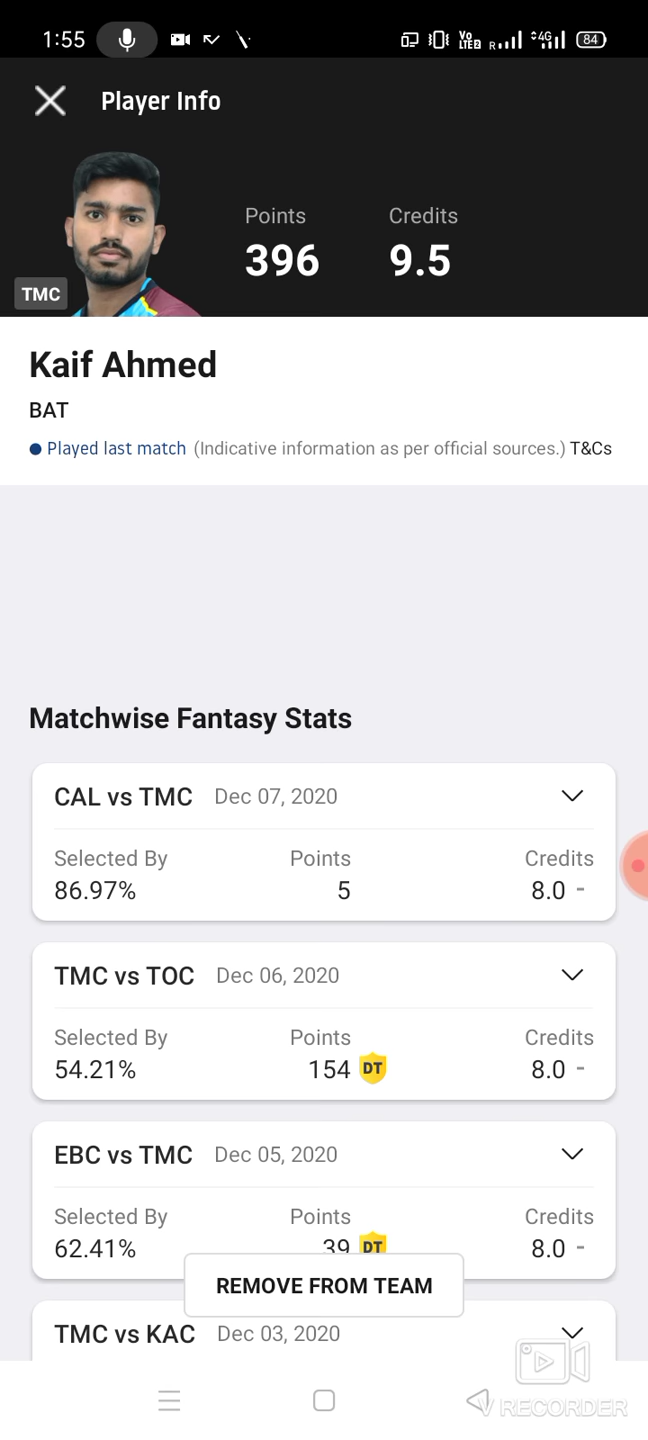 1:55
Vo LTE2 R 4G 84
Player Info
Points Credits
396 9.5
TMC
Kaif Ahmed
BAT
Played last match (Indicative information as per official sources.) T&Cs
Matchwise Fantasy Stats
CAL vs TMC Dec 07, 2020
Selected By Points Credits
86.97% 5 8.0 -
TMC vs TOC Dec 06, 2020
Selected By Points Credits
54.21% 154 DT 8.0 -
EBC vs TMC Dec 05, 2020
Selected By Points Credits
62.41% 39 DT 8.0 -
REMOVE FROM TEAM
TMC vs KAC Dec 03, 2020
V RECORDER